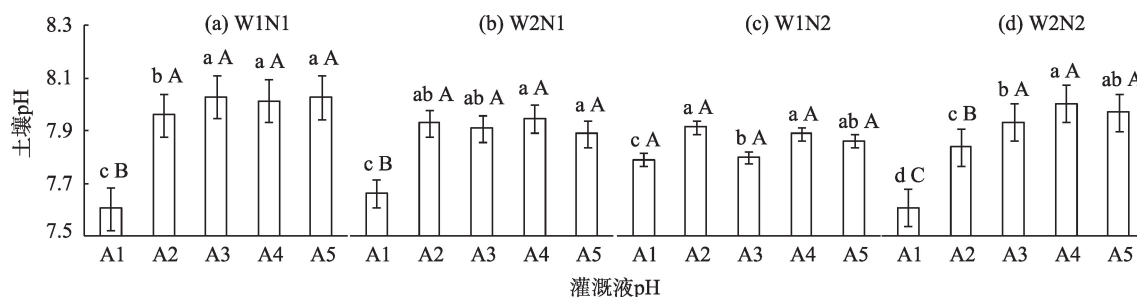 8.3
8.1
7.9
7.7
7.5
土壤pH
(a) W1N1
(b) W2N1
(c) W1N2
(d) W2N2
c B
b A
a A
a A
a A
c B
ab A
ab A
a A
a A
c A
a A
b A
a A
ab A
d C
c B
b A
a A
ab A
A1 A2 A3 A4 A5 A1 A2 A3 A4 A5 A1 A2 A3 A4 A5 A1 A2 A3 A4 A5
灌溉液pH